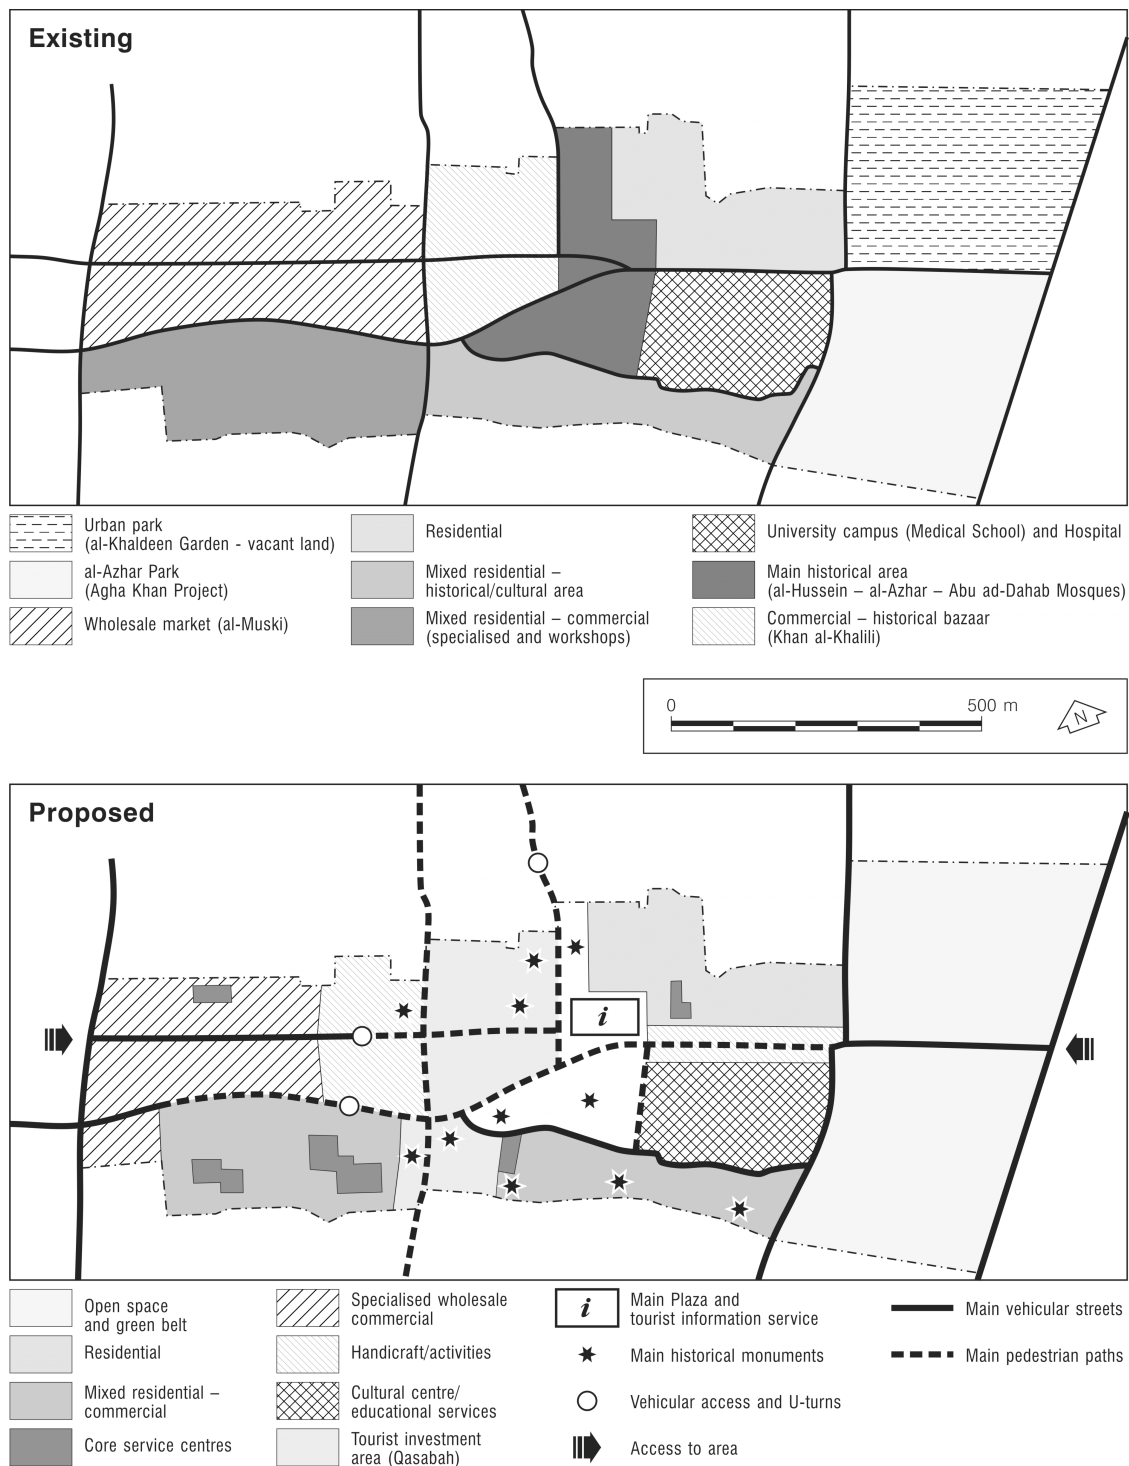 Existing
Urban park
(al-Khaldeen Garden - vacant land)
al-Azhar Park
(Agha Khan Project)
Wholesale market (al-Muski)
Residential
Mixed residential –
historical/cultural area
Mixed residential – commercial
(specialised and workshops)
University campus (Medical School) and Hospital
Main historical area
(al-Hussein – al-Azhar – Abu ad-Dahab Mosques)
Commercial – historical bazaar
(Khan al-Khalili)
0 500 m
N
Proposed
i
Open space
and green belt
Residential
Mixed residential –
commercial
Core service centres
Specialised wholesale
commercial
Handicraft/activities
Cultural centre/
educational services
Tourist investment
area (Qasabah)
i
Main Plaza and
tourist information service
Main historical monuments
Vehicular access and U-turns
Access to area
Main vehicular streets
Main pedestrian paths